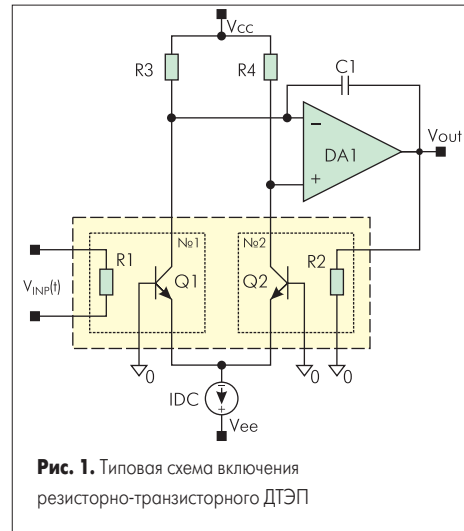 Vcc
R3
R4
C1
Vout
DA1
−
+
№1
№2
R1
Q1
Q2
R2
VINP(t)
0
0
0
IDC
−
+
Vee
Рис. 1. Типовая схема включения
резисторно-транзисторного ДТЭП